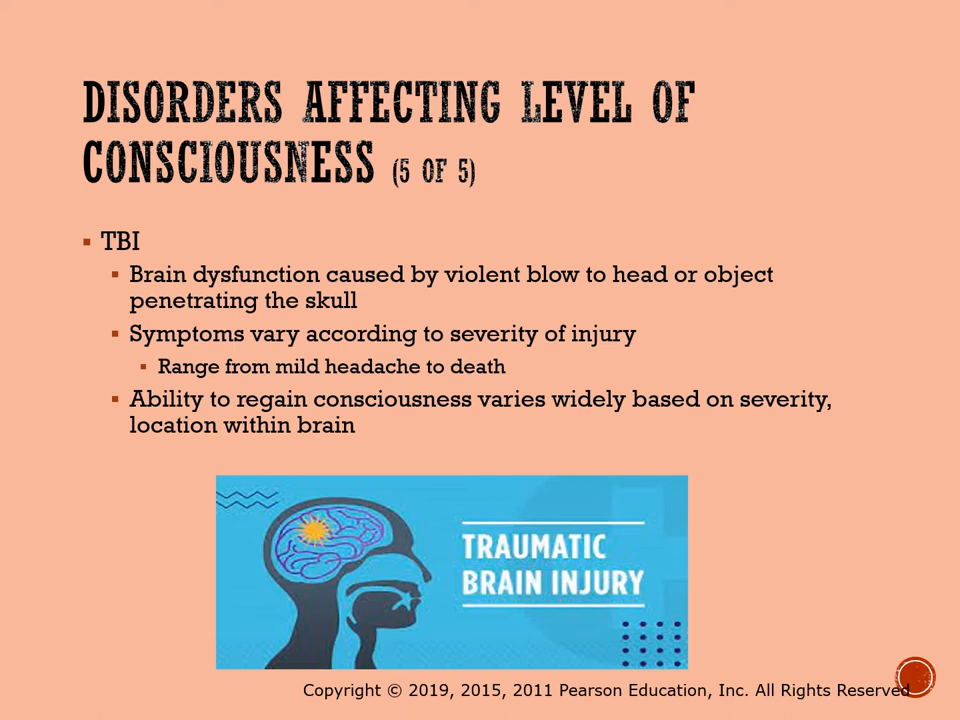 DISORDERS AFFECTING LEVEL OF
CONSCIOUSNESS (5 OF 5)
▪ TBI
▪ Brain dysfunction caused by violent blow to head or object
penetrating the skull
▪ Symptoms vary according to severity of injury
▪ Range from mild headache to death
▪ Ability to regain consciousness varies widely based on severity,
location within brain
TRAUMATIC
BRAIN INJURY
Copyright © 2019, 2015, 2011 Pearson Education, Inc. All Rights Reserved